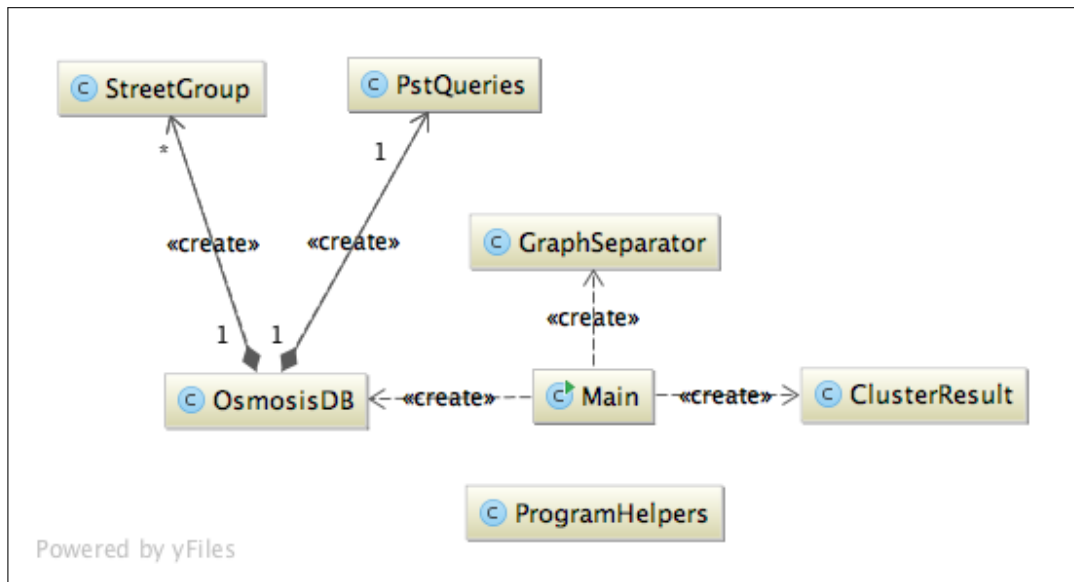 C StreetGroup
C PstQueries
*
1
«create»
«create»
1
1
C GraphSeparator
«create»
C OsmosisDB
«create»
C Main
«create»
C ClusterResult
C ProgramHelpers
Powered by yFiles